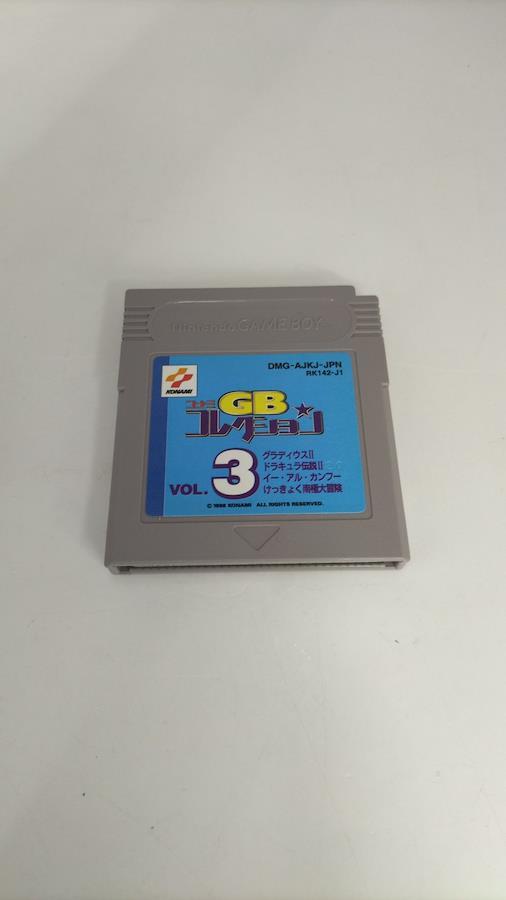 Nintendo GAME BOY
DMG-AJKJ-JPN
RK142-J1
KONAMI
コナミ
GB
コレクション
VOL. 3
グラディウスII
ドラキュラ伝説II
イー・アル・カンフー
けっきょく南極大冒険
© 1998 KONAMI ALL RIGHTS RESERVED.